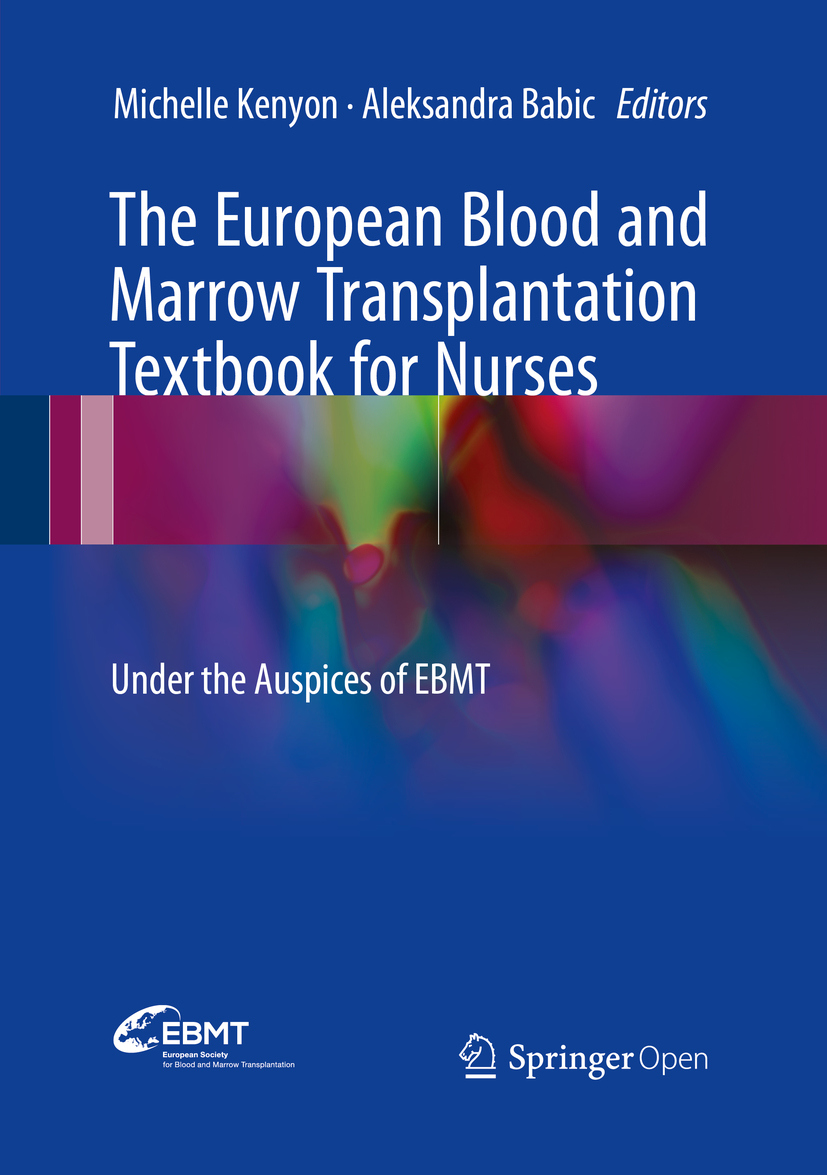 Michelle Kenyon · Aleksandra Babic Editors
The European Blood and
Marrow Transplantation
Textbook for Nurses
Under the Auspices of EBMT
EBMT
European Society
for Blood and Marrow Transplantation
Springer Open